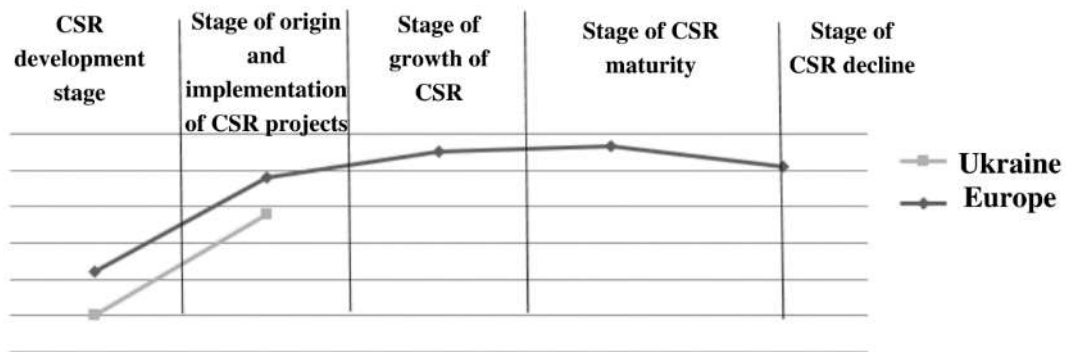 CSR
development
stage
Stage of origin
and
implementation
of CSR projects
Stage of
growth of
CSR
Stage of CSR
maturity
Stage of
CSR decline
Ukraine
Europe